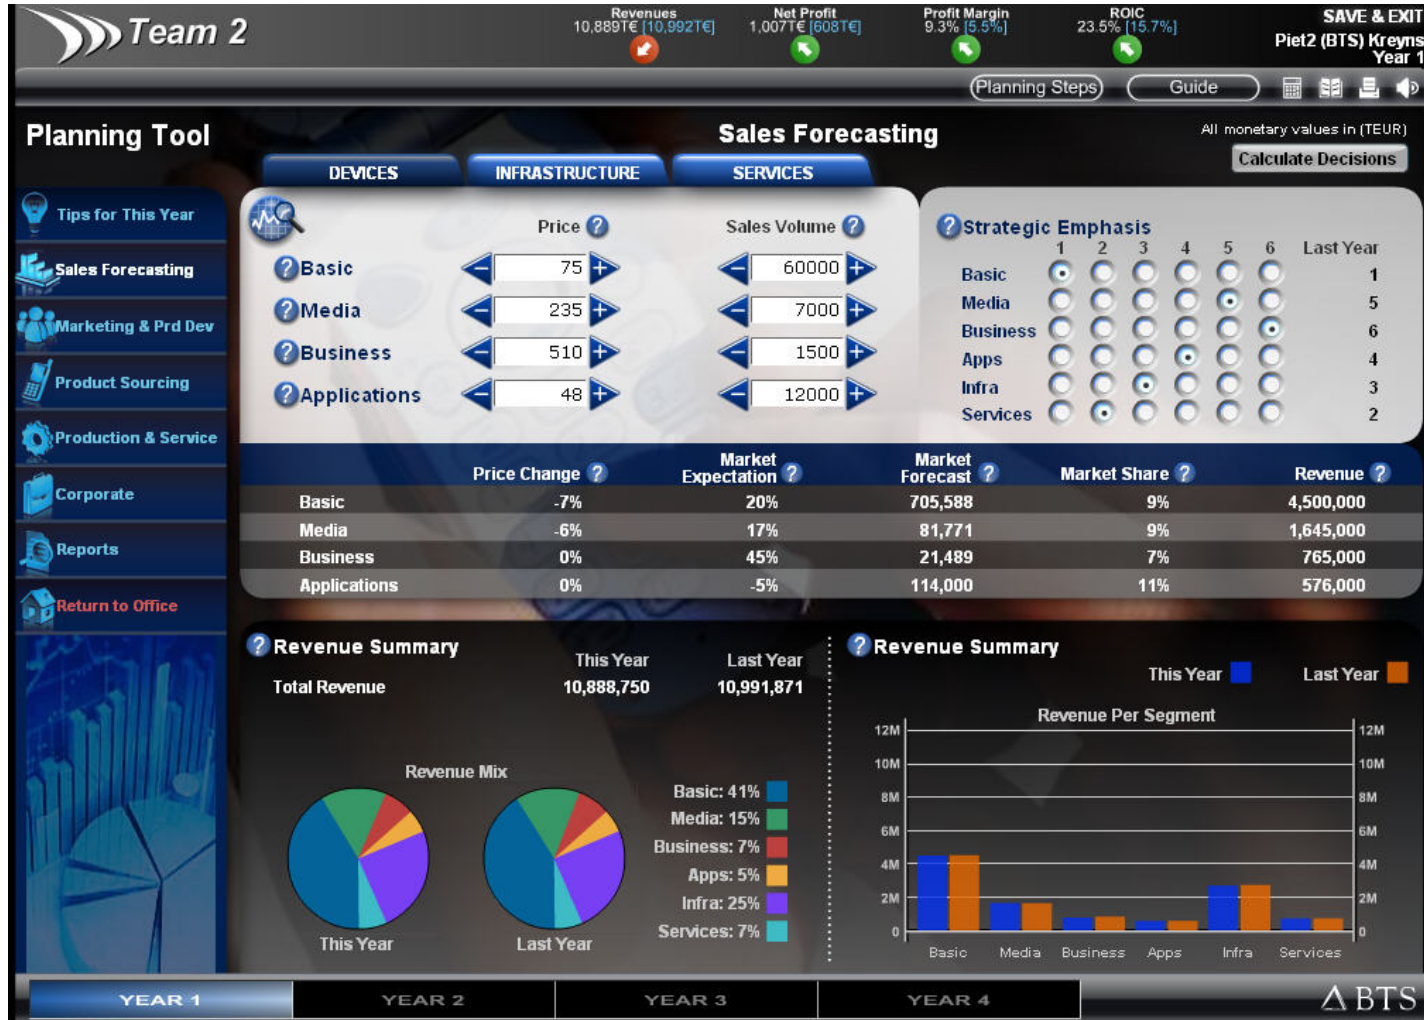 Team 2
Revenues
10,889T€ [10,992T€]
Net Profit
1,007T€ [608T€]
Profit Margin
9.3% [5.5%]
ROIC
23.5% [15.7%]
SAVE & EXIT
Piet2 (BTS) Kreyns
Year 1
Planning Steps
Guide
Planning Tool
Sales Forecasting
All monetary values in (TEUR)
Calculate Decisions
DEVICES
INFRASTRUCTURE
SERVICES
Tips for This Year
Sales Forecasting
Marketing & Prd Dev
Product Sourcing
Production & Service
Corporate
Reports
Return to Office
Price ?
Sales Volume ?
? Basic 75 60000
? Media 235 7000
? Business 510 1500
? Applications 48 12000
? Strategic Emphasis
1 2 3 4 5 6 Last Year
Basic 1
Media 5
Business 6
Apps 4
Infra 3
Services 2
Price Change ? Market Expectation ? Market Forecast ? Market Share ? Revenue ?
Basic -7% 20% 705,588 9% 4,500,000
Media -6% 17% 81,771 9% 1,645,000
Business 0% 45% 21,489 7% 765,000
Applications 0% -5% 114,000 11% 576,000
? Revenue Summary
This Year Last Year
Total Revenue 10,888,750 10,991,871
Revenue Mix
Basic: 41%
Media: 15%
Business: 7%
Apps: 5%
Infra: 25%
Services: 7%
This Year
Last Year
? Revenue Summary
This Year Last Year
Revenue Per Segment
12M 12M
10M 10M
8M 8M
6M 6M
4M 4M
2M 2M
0 0
Basic Media Business Apps Infra Services
YEAR 1 YEAR 2 YEAR 3 YEAR 4
BTS